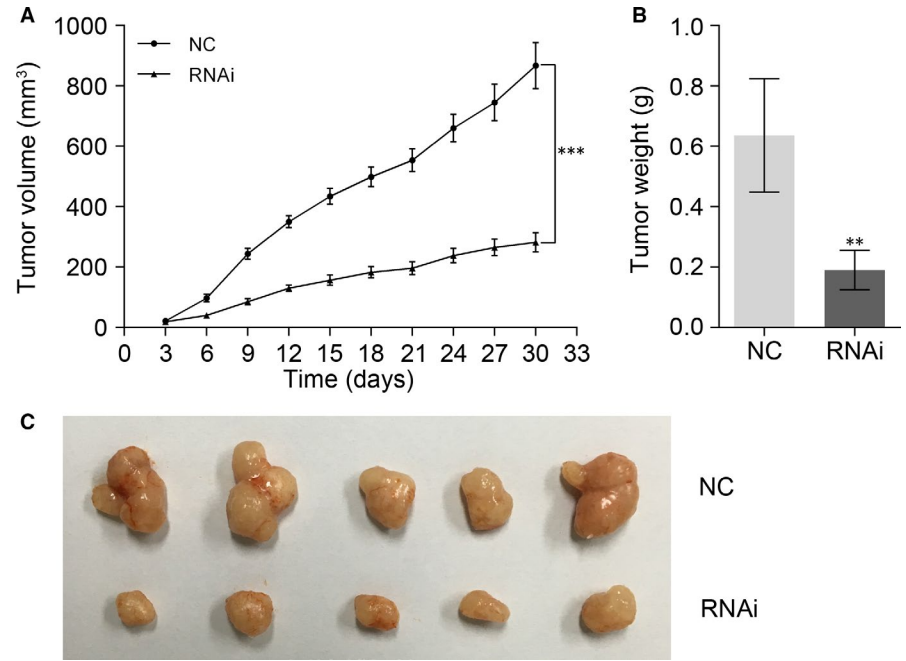 A
1000
800
600
400
200
0
Tumor volume (mm³)
NC
RNAi
***
0 3 6 9 12 15 18 21 24 27 30 33
Time (days)
B
1.0
0.8
0.6
0.4
0.2
0.0
Tumor weight (g)
**
NC RNAi
C
NC
RNAi